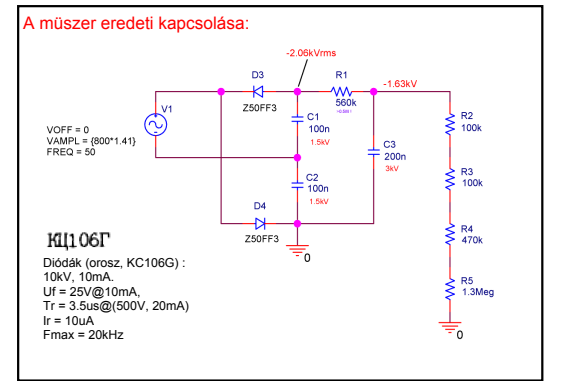 A müszer eredeti kapcsolása:
-2.06kVrms
D3
Z50FF3
R1
560k
-1.63kV
V1
VOFF = 0
VAMPL = {800*1.41}
FREQ = 50
C1
100n
1.5kV
C3
200n
3kV
C2
100n
1.5kV
D4
Z50FF3
0
R2
100k
R3
100k
R4
470k
R5
1.3Meg
0
КЦ106Г
Diódák (orosz, KC106G) :
10kV, 10mA.
Uf = 25V@10mA,
Tr = 3.5us@(500V, 20mA)
Ir = 10uA
Fmax = 20kHz